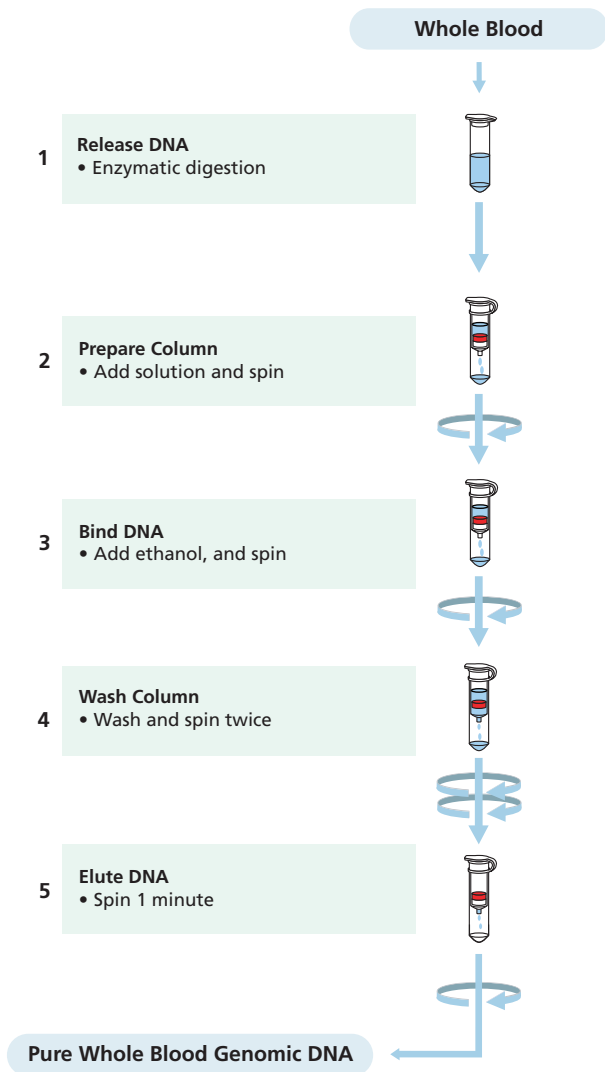 Whole Blood
1
Release DNA
• Enzymatic digestion
2
Prepare Column
• Add solution and spin
3
Bind DNA
• Add ethanol, and spin
4
Wash Column
• Wash and spin twice
5
Elute DNA
• Spin 1 minute
Pure Whole Blood Genomic DNA